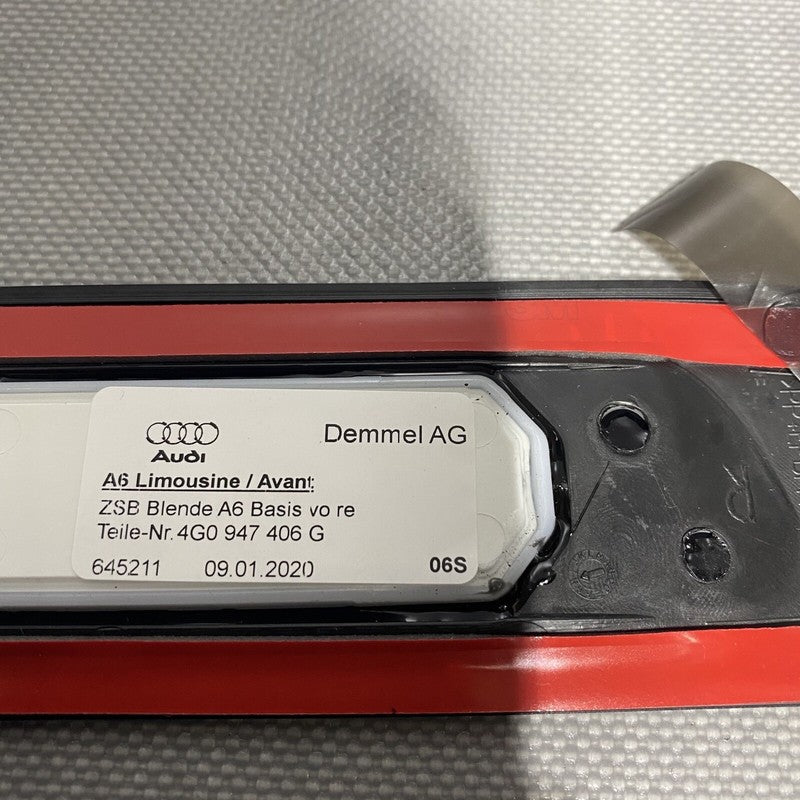 Audi
Demmel AG
A6 Limousine / Avant:
ZSB Blende A6 Basis vo re
Teile-Nr. 4G0 947 406 G
645211 09.01.2020 06S
R